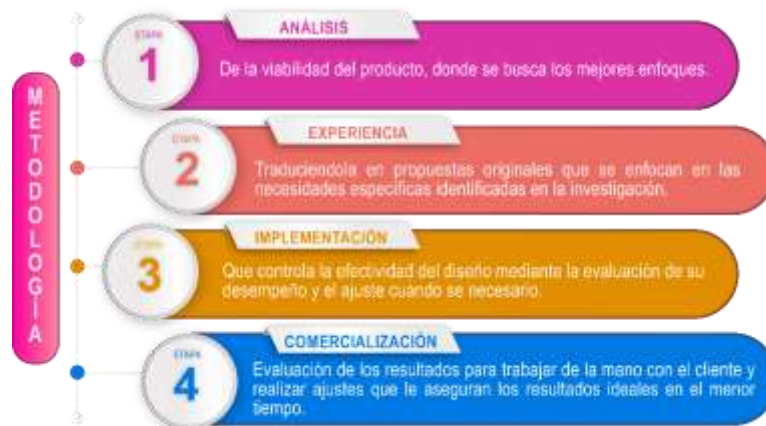 METODOLOGÍA
ETAPA
1
ANÁLISIS
De la viabilidad del producto, donde se busca los mejores enfoques.
ETAPA
2
EXPERIENCIA
Traduciendola en propuestas originales que se enfocan en las
necesidades específicas identificadas en la investigación.
ETAPA
3
IMPLEMENTACIÓN
Que controla la efectividad del diseño mediante la evaluación de su
desempeño y el ajuste cuando se necesario.
ETAPA
4
COMERCIALIZACIÓN
Evaluación de los resultados para trabajar de la mano con el cliente y
realizar ajustes que le aseguran los resultados ideales en el menor
tiempo.